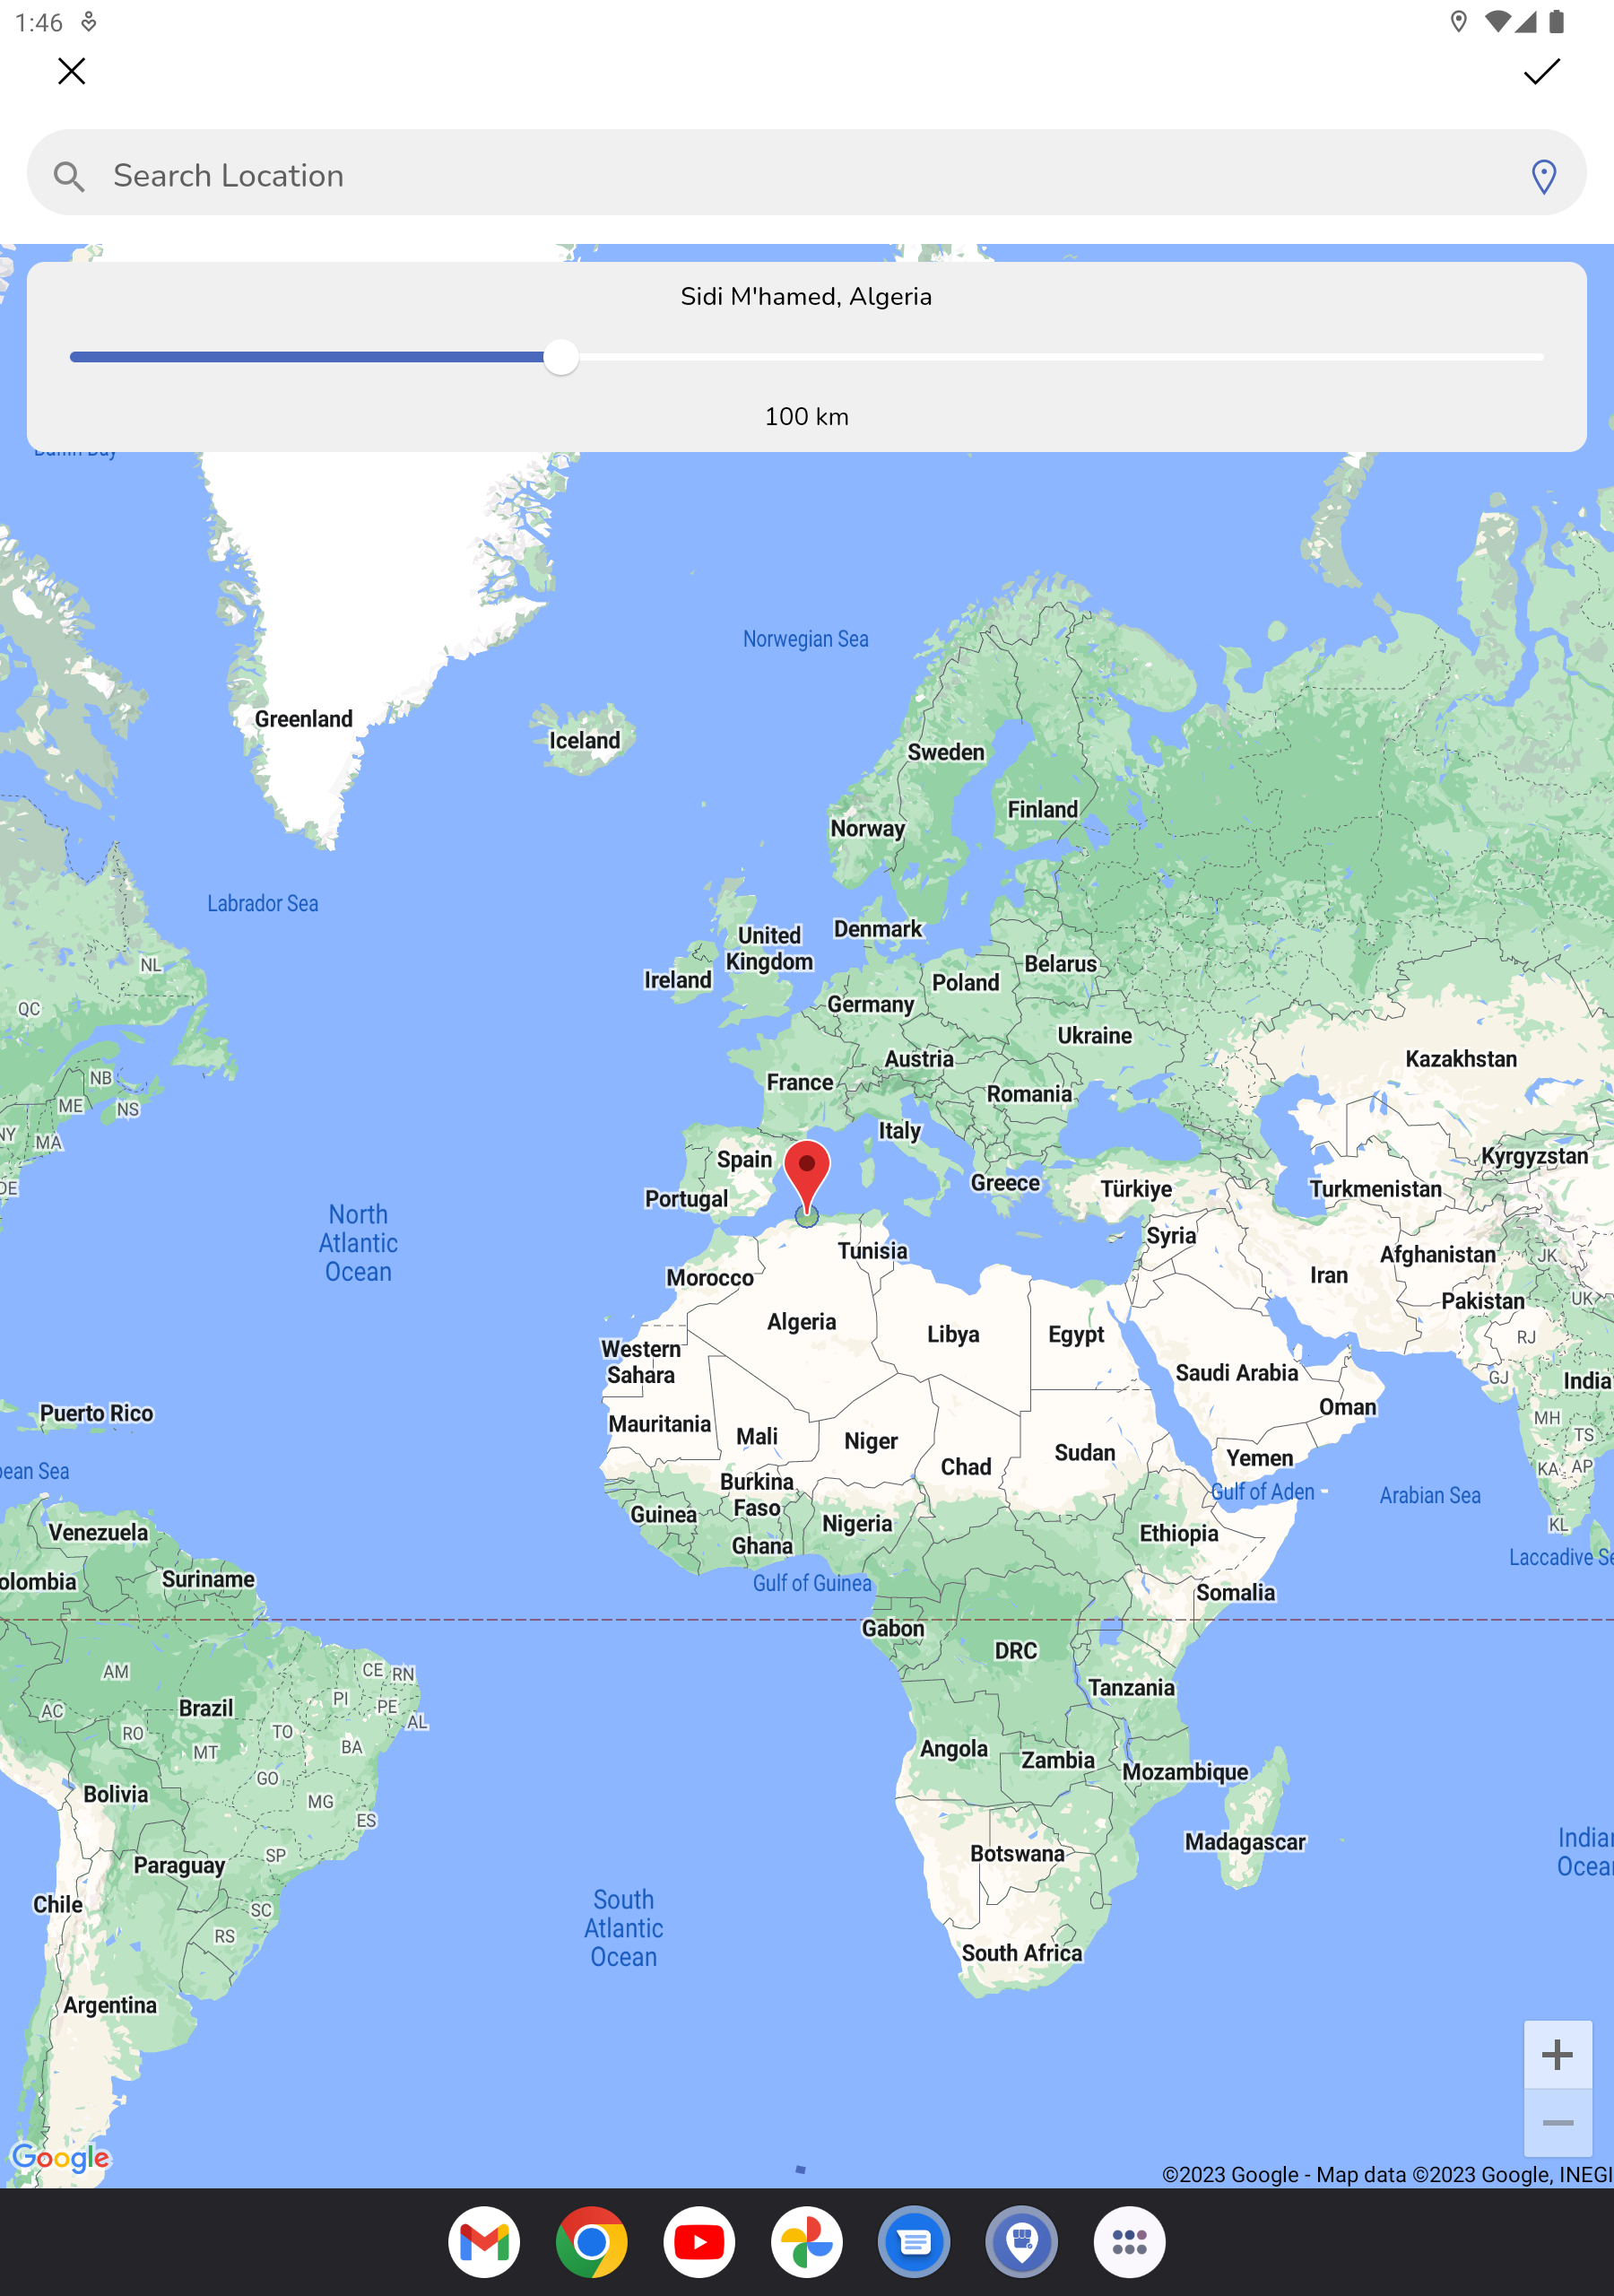 1:46
Search Location
Sidi M'hamed, Algeria
100 km
Baffin Bay
Norwegian Sea
Greenland
Iceland
Sweden
Finland
Norway
Labrador Sea
Denmark
United
Kingdom
Belarus
NL
Ireland
Poland
QC
Germany
Ukraine
Austria
Kazakhstan
NB
France
Romania
ME
NS
NY
MA
Italy
Spain
Kyrgyzstan
DE
Portugal
Greece
Türkiye
Turkmenistan
North
Atlantic
Ocean
Syria
Tunisia
Afghanistan
JK
Morocco
Iran
Pakistan
UK
Algeria
Libya
Egypt
RJ
Western
Sahara
Saudi Arabia
GJ
India
Puerto Rico
Oman
Mauritania
MH
Mali
Niger
TS
Sudan
Yemen
Chad
bean Sea
KA
AP
Burkina
Faso
Gulf of Aden
Arabian Sea
Guinea
Nigeria
KL
Venezuela
Ethiopia
Ghana
Laccadive Se
olombia
Suriname
Gulf of Guinea
Somalia
Gabon
DRC
AM
CE
RN
Tanzania
PI
PE
Brazil
AC
AL
RO
TO
BA
MT
Angola
Zambia
Mozambique
GO
Bolivia
MG
ES
Madagascar
Indian
Ocean
SP
Botswana
Paraguay
Chile
SC
South
Atlantic
Ocean
RS
South Africa
Argentina
Google
©2023 Google - Map data ©2023 Google, INEGI